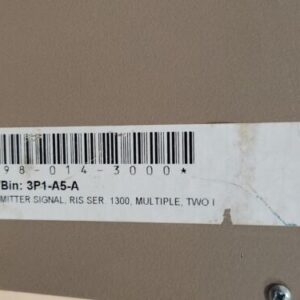 98-014-3000*
Bin: 3P1-A5-A
MITTER SIGNAL, RIS SER. 1300, MULTIPLE, TWO I